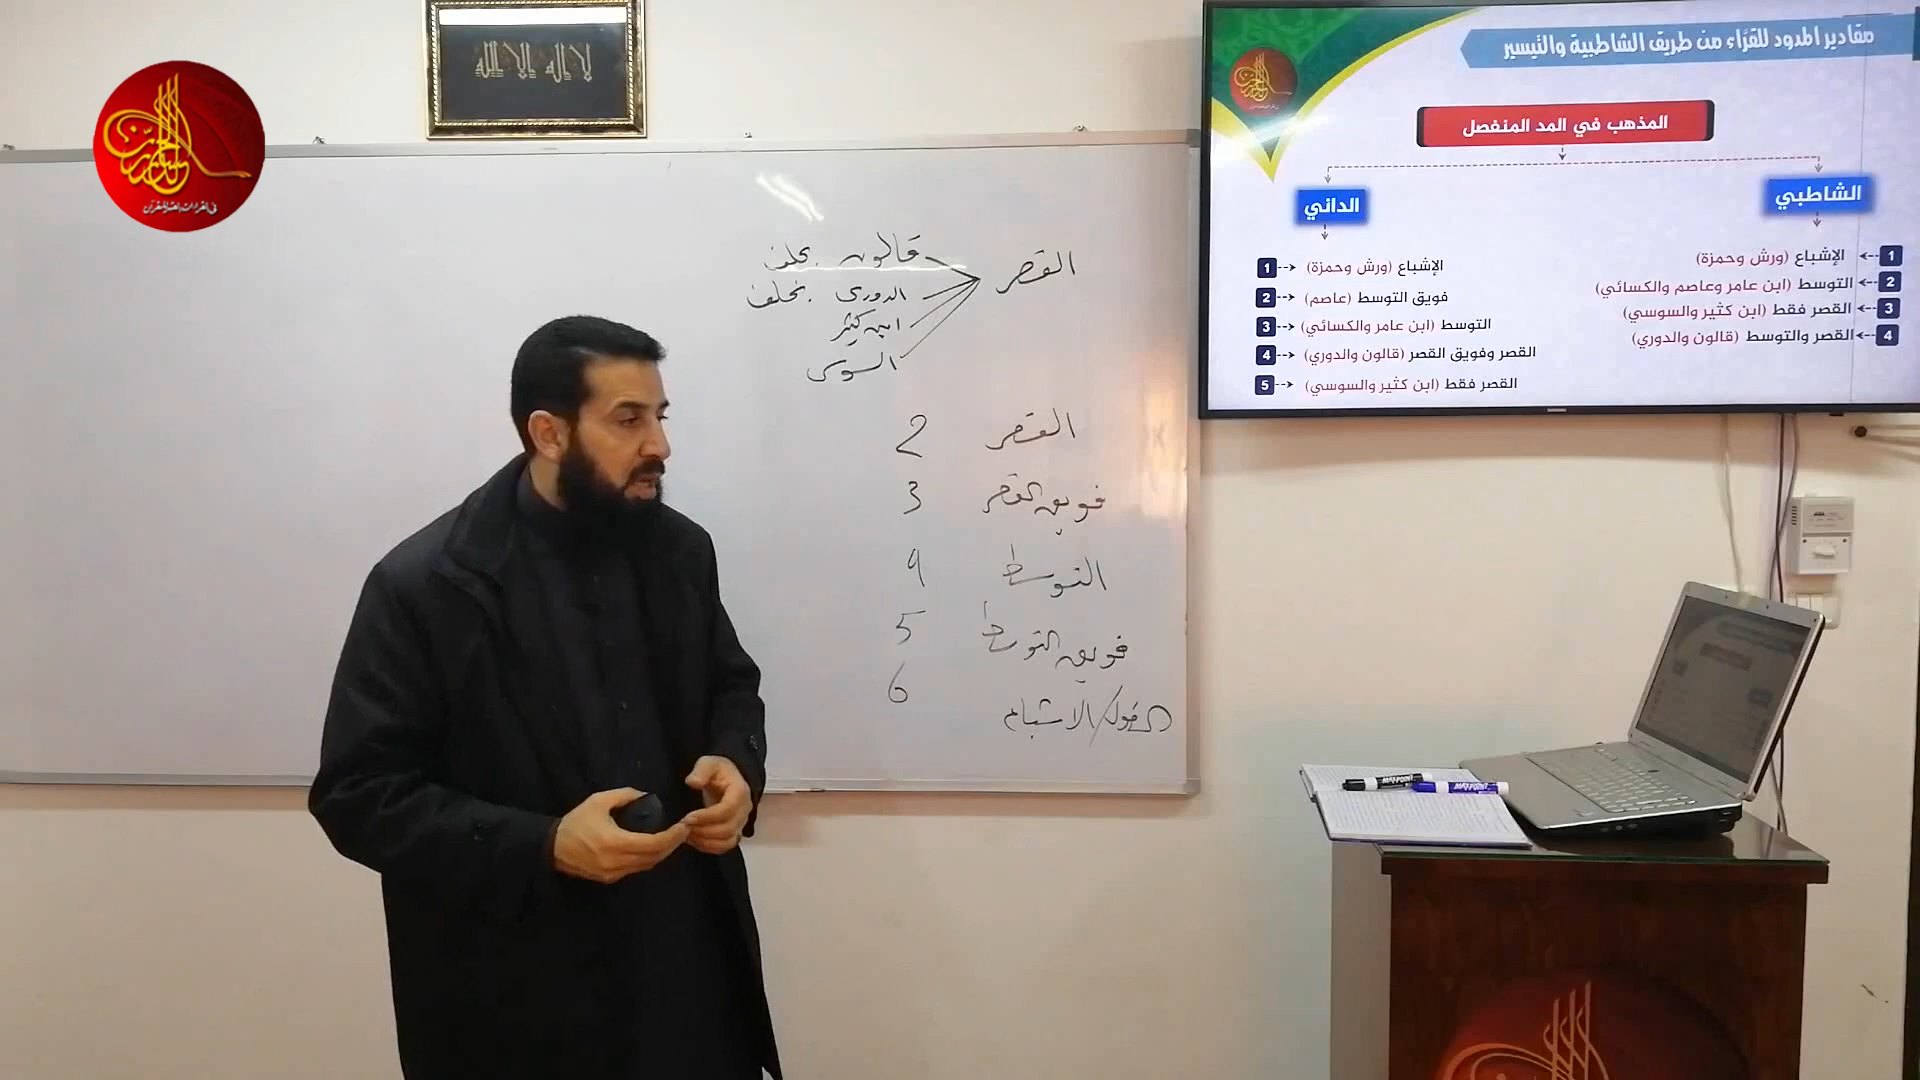 لا إله إلا الله
القصر
قالون بخلف
الدوري بخلف
ابن كثير
السوسي
القصر 2
فويق القصر 3
التوسط 4
فويق التوسط 5
الطول/الاشباع 6
مقادير المدود للقرّاء من طريق الشاطبية والتيسير
المذهب في المد المنفصل
الشاطبي
1 الإشباع (ورش وحمزة)
2 التوسط (ابن عامر وعاصم والكسائي)
3 القصر فقط (ابن كثير والسوسي)
4 القصر والتوسط (قالون والدوري)
الداني
1 الإشباع (ورش وحمزة)
2 فويق التوسط (عاصم)
3 التوسط (ابن عامر والكسائي)
4 القصر وفويق القصر (قالون والدوري)
5 القصر فقط (ابن كثير والسوسي)